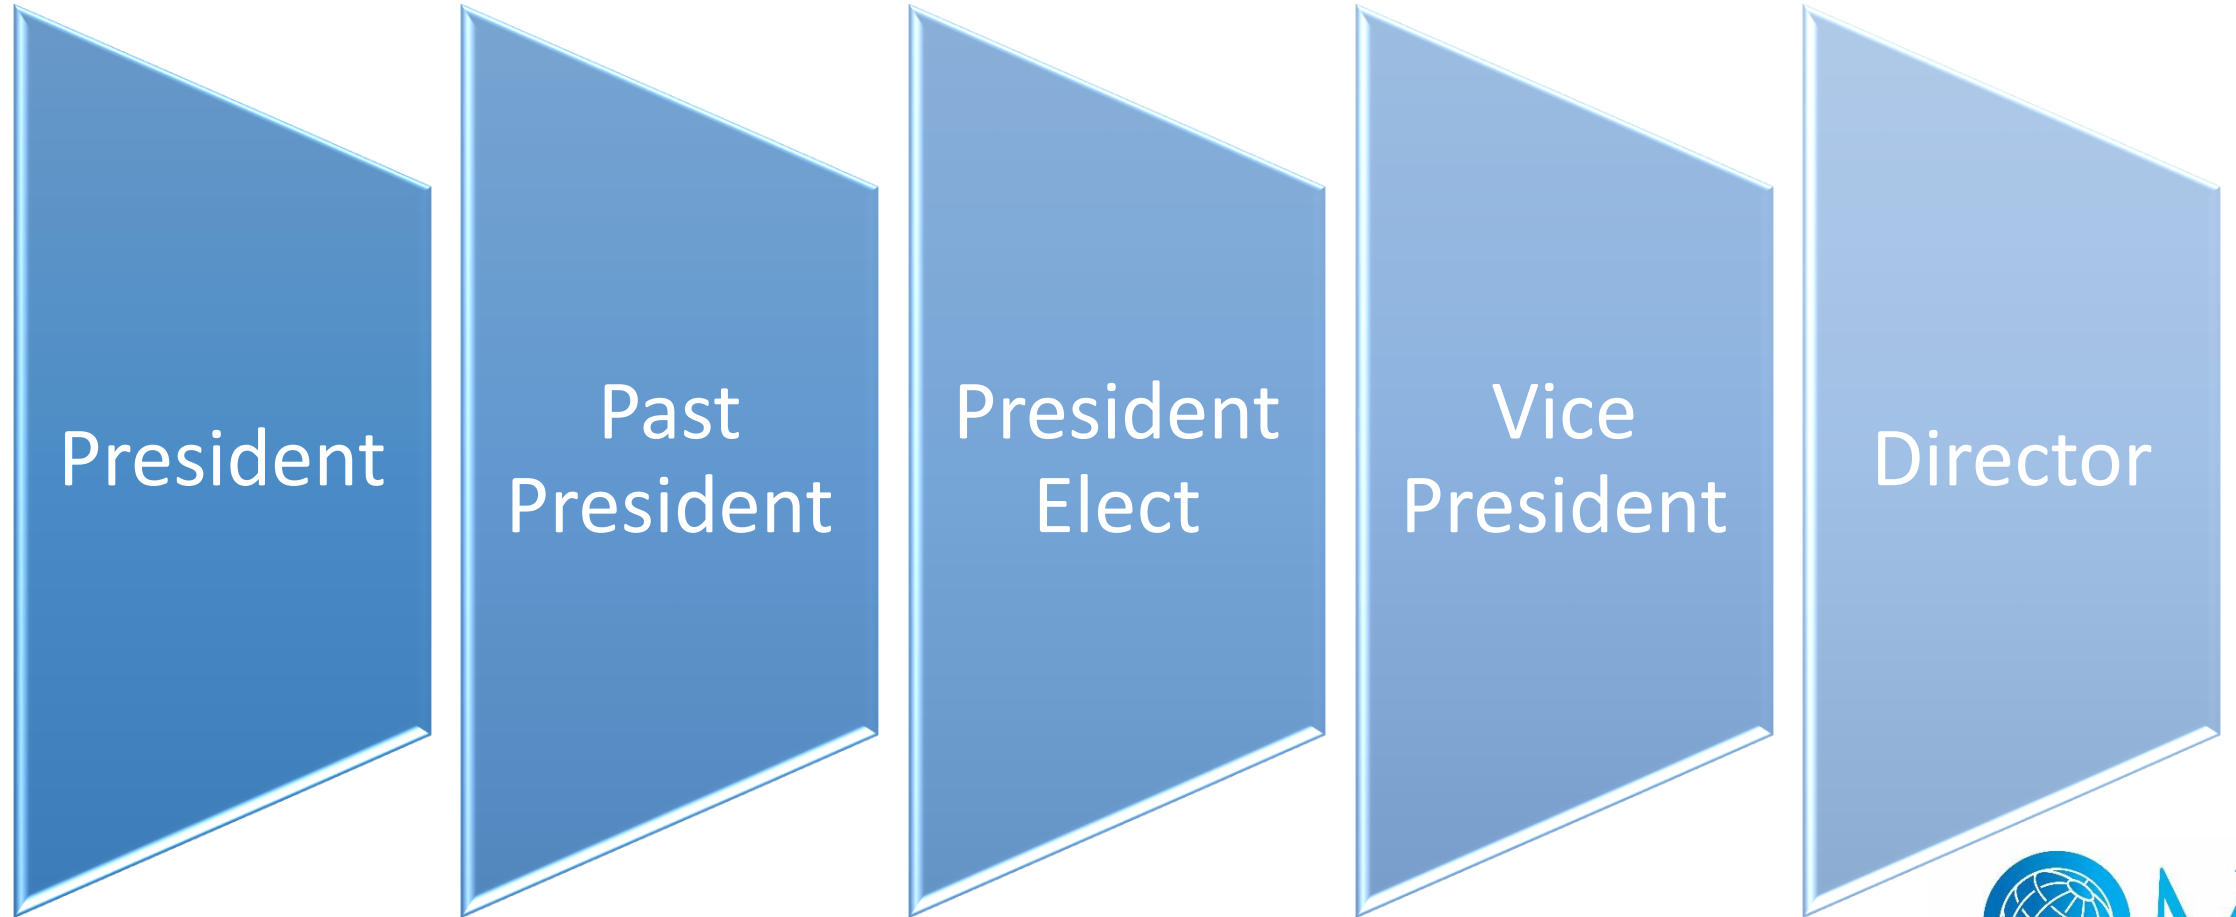 President
Past
President
President
Elect
Vice
President
Director